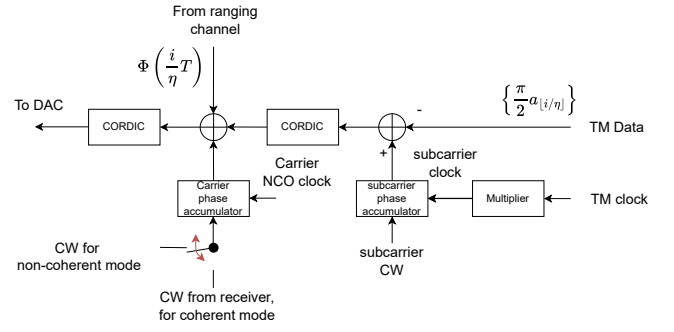 From ranging
channel
Φ(i/η T)
{π/2 a⌊i/η⌋}
To DAC
CORDIC
CORDIC
-
TM Data
+
subcarrier
clock
Carrier
NCO clock
Carrier
phase
accumulator
subcarrier
phase
accumulator
Multiplier
TM clock
CW for
non-coherent mode
subcarrier
CW
CW from receiver,
for coherent mode